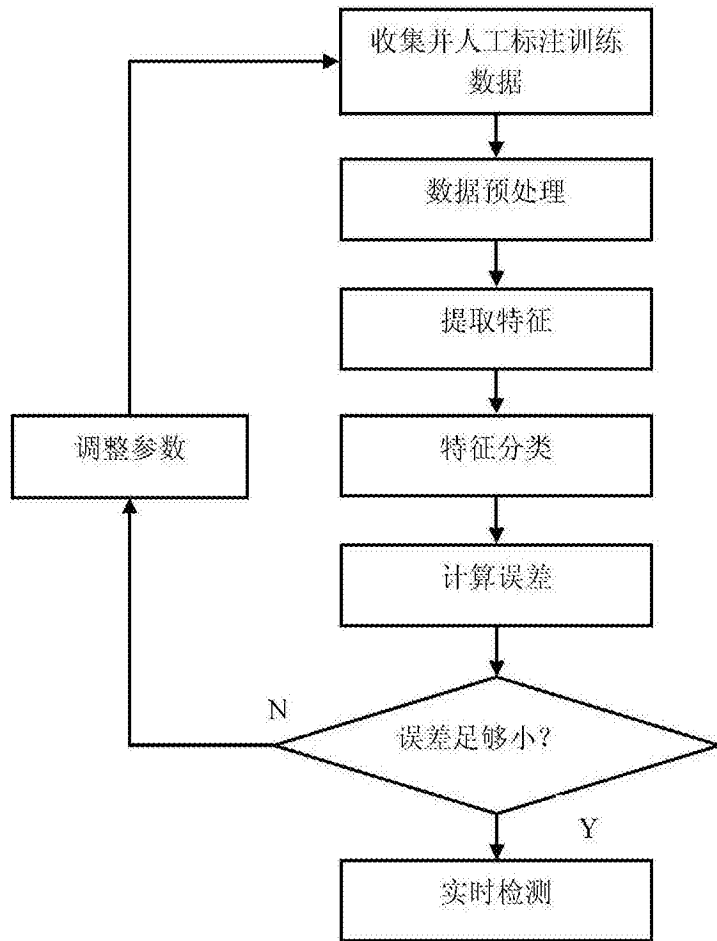 收集并人工标注训练
数据
数据预处理
提取特征
特征分类
调整参数
计算误差
N
误差足够小?
Y
实时检测